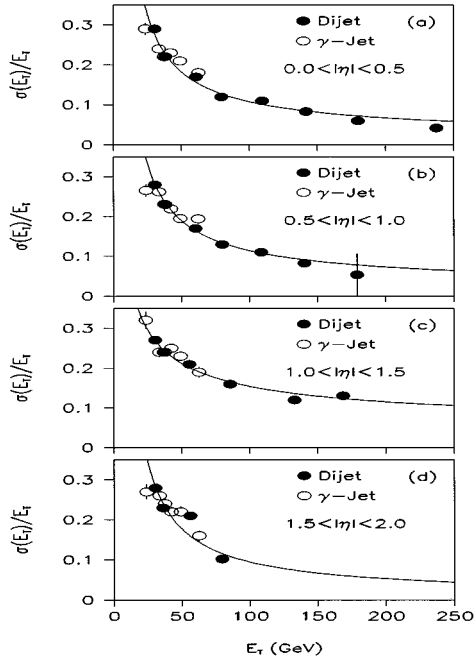 0.3
0.2
0.1
0
σ(E_T)/E_T
● Dijet (a)
○ γ-Jet
0.0<|η|<0.5
0.3
0.2
0.1
0
σ(E_T)/E_T
● Dijet (b)
○ γ-Jet
0.5<|η|<1.0
0.3
0.2
0.1
0
σ(E_T)/E_T
● Dijet (c)
○ γ-Jet
1.0<|η|<1.5
0.3
0.2
0.1
0
σ(E_T)/E_T
● Dijet (d)
○ γ-Jet
1.5<|η|<2.0
0 50 100 150 200 250
E_T (GeV)